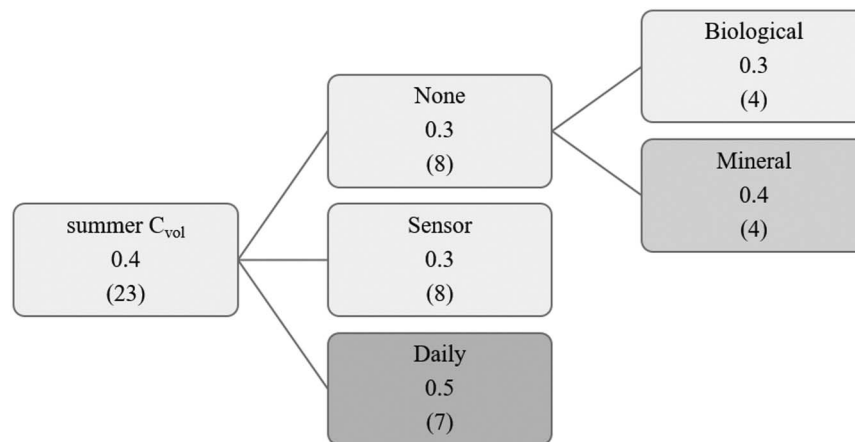 summer Cvol
0.4
(23)
None
0.3
(8)
Sensor
0.3
(8)
Daily
0.5
(7)
Biological
0.3
(4)
Mineral
0.4
(4)